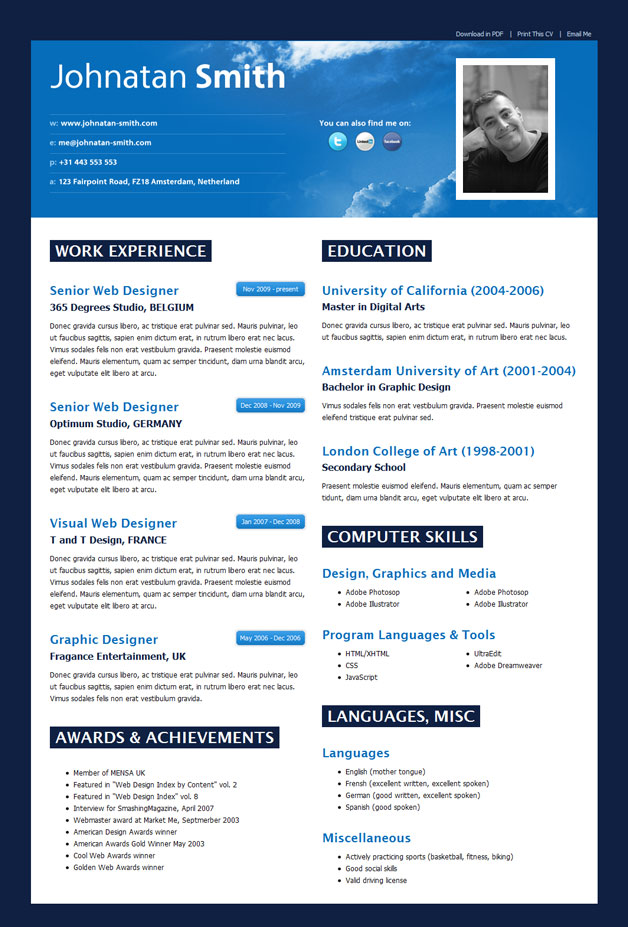 Download in PDF | Print This CV | Email Me
Johnatan Smith
w: www.johnatan-smith.com
e: me@johnatan-smith.com
p: +31 443 553 553
a: 123 Fairpoint Road, FZ18 Amsterdam, Netherland
You can also find me on:
t
Linked in
facebook
WORK EXPERIENCE
Senior Web Designer
Nov 2009 - present
365 Degrees Studio, BELGIUM
Donec gravida cursus libero, ac tristique erat pulvinar sed. Mauris pulvinar, leo
ut faucibus sagittis, sapien enim dictum erat, in rutrum libero erat nec lacus.
Vimus sodales felis non erat vestibulum gravida. Praesent molestie euismod
eleifend. Mauris elementum, quam ac semper tincidunt, diam urna blandit arcu,
eget vulputate elit libero at arcu.
Senior Web Designer
Dec 2008 - Nov 2009
Optimum Studio, GERMANY
Donec gravida cursus libero, ac tristique erat pulvinar sed. Mauris pulvinar, leo
ut faucibus sagittis, sapien enim dictum erat, in rutrum libero erat nec lacus.
Vimus sodales felis non erat vestibulum gravida. Praesent molestie euismod
eleifend. Mauris elementum, quam ac semper tincidunt, diam urna blandit arcu,
eget vulputate elit libero at arcu.
Visual Web Designer
Jan 2007 - Dec 2008
T and T Design, FRANCE
Donec gravida cursus libero, ac tristique erat pulvinar sed. Mauris pulvinar, leo
ut faucibus sagittis, sapien enim dictum erat, in rutrum libero erat nec lacus.
Vimus sodales felis non erat vestibulum gravida. Praesent molestie euismod
eleifend. Mauris elementum, quam ac semper tincidunt, diam urna blandit arcu,
eget vulputate elit libero at arcu.
Graphic Designer
May 2006 - Dec 2006
Fragance Entertainment, UK
Donec gravida cursus libero, ac tristique erat pulvinar sed. Mauris pulvinar, leo
ut faucibus sagittis, sapien enim dictum erat, in rutrum libero erat nec lacus.
Vimus sodales felis non erat vestibulum gravida.
AWARDS & ACHIEVEMENTS
• Member of MENSA UK
• Featured in "Web Design Index by Content" vol. 2
• Featured in "Web Design Index" vol. 8
• Interview for SmashingMagazine, April 2007
• Webmaster award at Market Me, Septmerber 2003
• American Design Awards winner
• American Awards Gold Winner May 2003
• Cool Web Awards winner
• Golden Web Awards winner
EDUCATION
University of California (2004-2006)
Master in Digital Arts
Donec gravida cursus libero, ac tristique erat pulvinar sed. Mauris pulvinar, leo
ut faucibus sagittis, sapien enim dictum erat, in rutrum libero erat nec lacus.
Amsterdam University of Art (2001-2004)
Bachelor in Graphic Design
Vimus sodales felis non erat vestibulum gravida. Praesent molestie euismod
eleifend tristique erat pulvinar sed.
London College of Art (1998-2001)
Secondary School
Praesent molestie euismod eleifend. Mauris elementum, quam ac semper
tidunt, diam urna blandit arcu, eget vulputate elit libero at arcu.
COMPUTER SKILLS
Design, Graphics and Media
• Adobe Photosop
• Adobe Photosop
• Adobe Illustrator
• Adobe Illustrator
Program Languages & Tools
• HTML/XHTML
• UltraEdit
• CSS
• Adobe Dreamweaver
• JavaScript
LANGUAGES, MISC
Languages
• English (mother tongue)
• Frensh (excellent written, excellent spoken)
• German (good written, excellent spoken)
• Spanish (good spoken)
Miscellaneous
• Actively practicing sports (basketball, fitness, biking)
• Good social skills
• Valid driving license